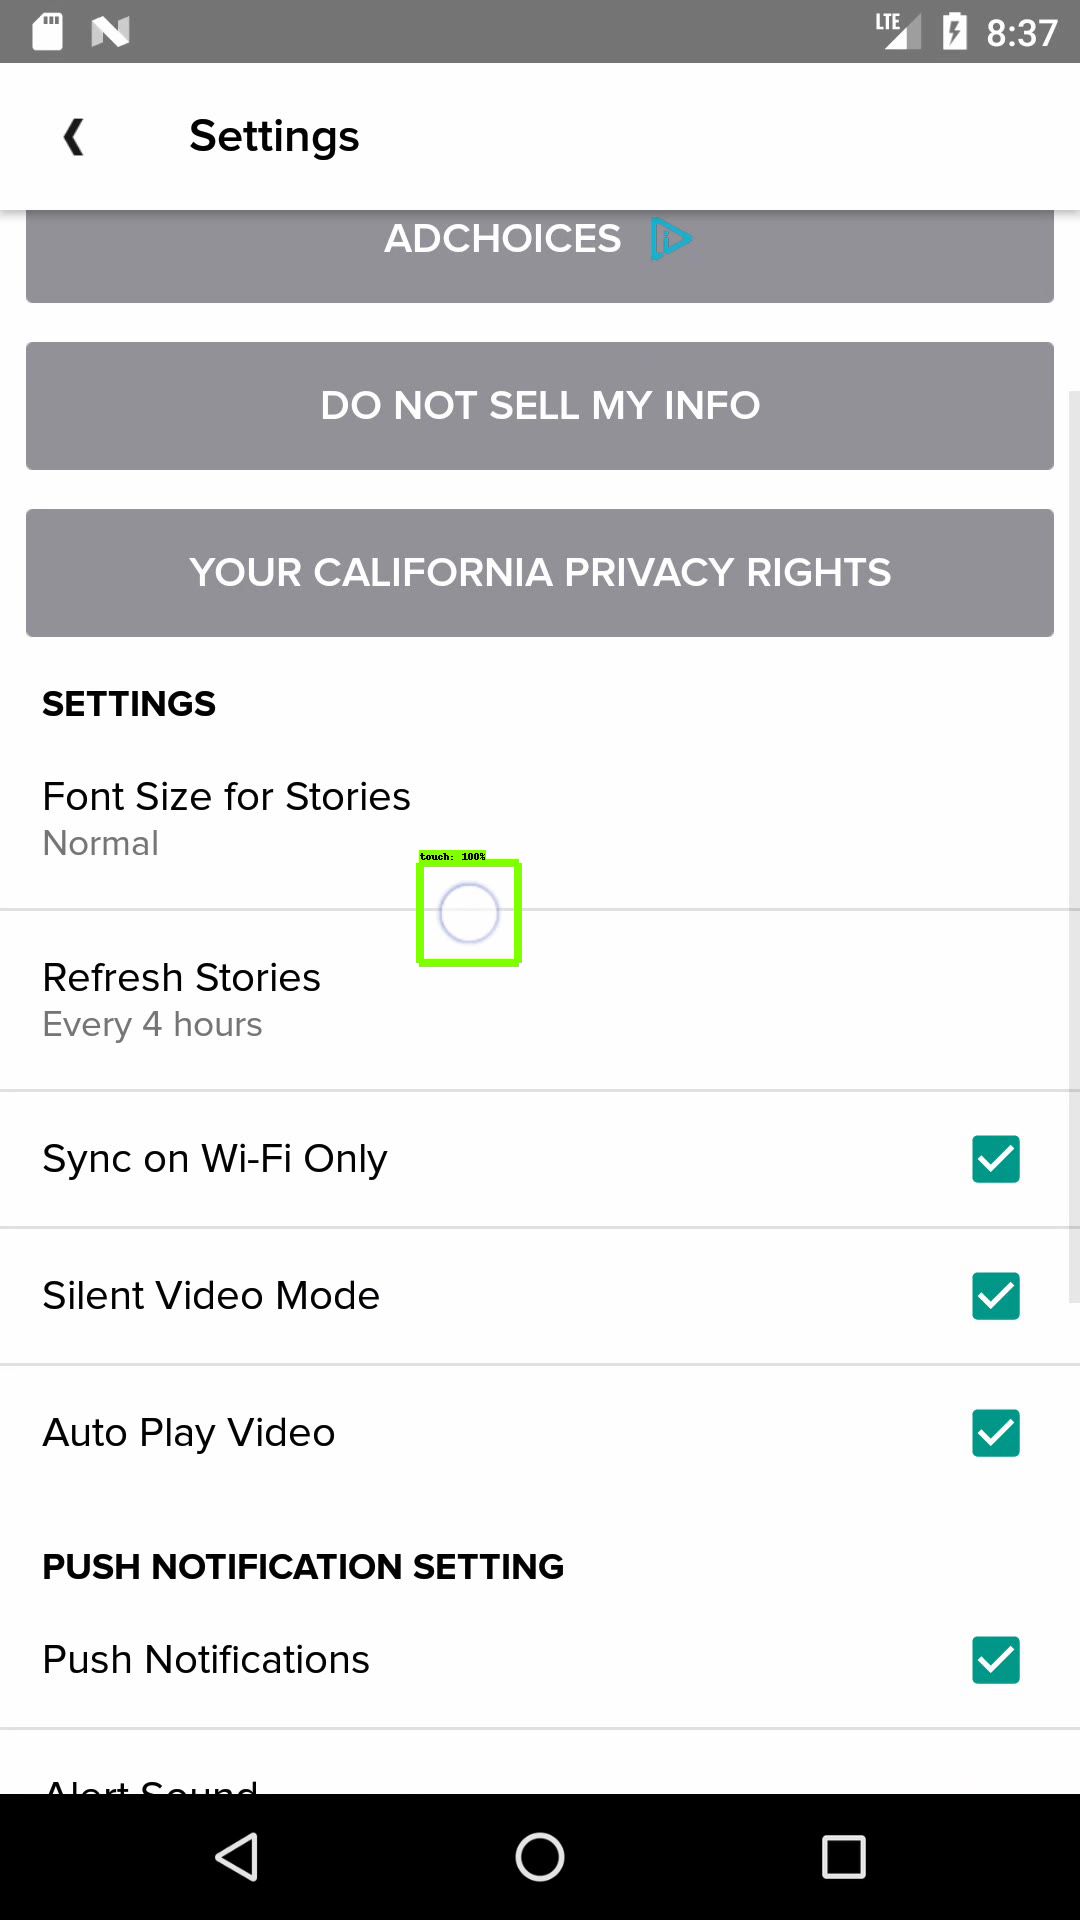 LTE 8:37
Settings
ADCHOICES
DO NOT SELL MY INFO
YOUR CALIFORNIA PRIVACY RIGHTS
SETTINGS
Font Size for Stories
Normal
touch: 100%
Refresh Stories
Every 4 hours
Sync on Wi-Fi Only
Silent Video Mode
Auto Play Video
PUSH NOTIFICATION SETTING
Push Notifications
Alert Sound